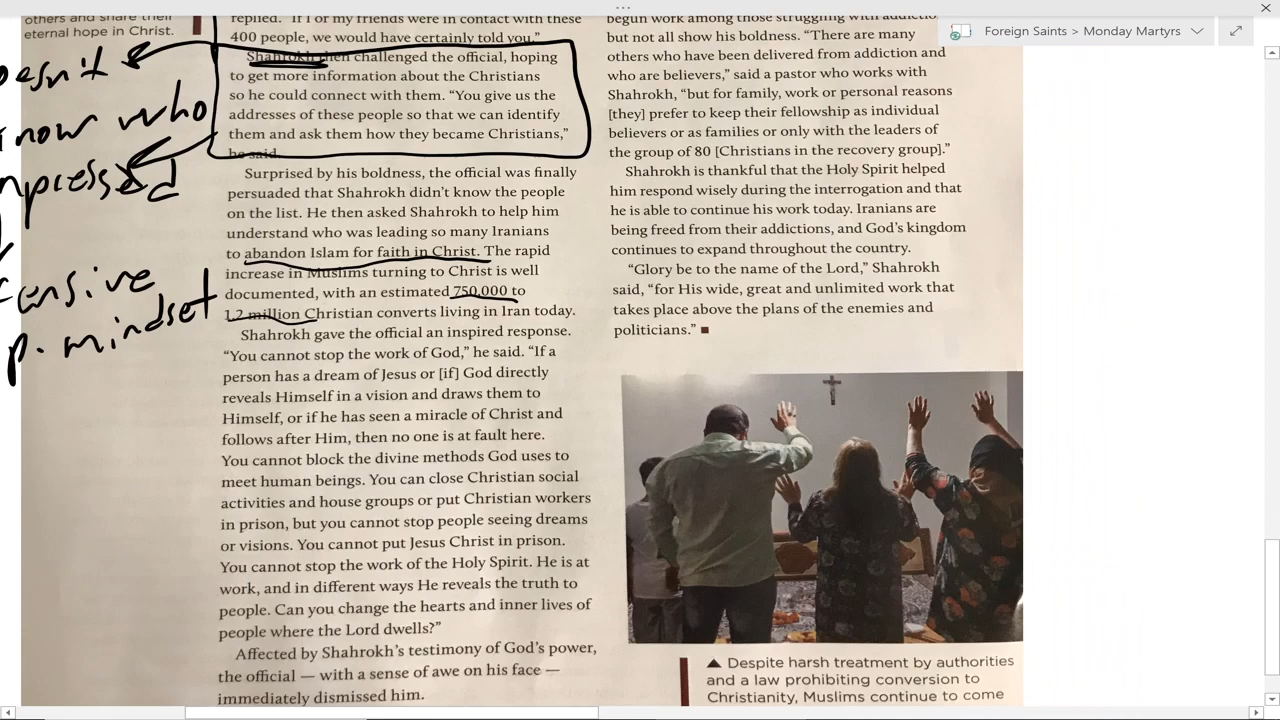 others and share their
eternal hope in Christ.
replied. "If I or my friends were in contact with these
400 people, we would have certainly told you."
Shahrokh then challenged the official, hoping
to get more information about the Christians
so he could connect with them. "You give us the
addresses of these people so that we can identify
them and ask them how they became Christians,"
he said.
Surprised by his boldness, the official was finally
persuaded that Shahrokh didn't know the people
on the list. He then asked Shahrokh to help him
understand who was leading so many Iranians
to abandon Islam for faith in Christ. The rapid
increase in Muslims turning to Christ is well
documented, with an estimated 750,000 to
1.2 million Christian converts living in Iran today.
Shahrokh gave the official an inspired response.
"You cannot stop the work of God," he said. "If a
person has a dream of Jesus or [if] God directly
reveals Himself in a vision and draws them to
Himself, or if he has seen a miracle of Christ and
follows after Him, then no one is at fault here.
You cannot block the divine methods God uses to
meet human beings. You can close Christian social
activities and house groups or put Christian workers
in prison, but you cannot stop people seeing dreams
or visions. You cannot put Jesus Christ in prison.
You cannot stop the work of the Holy Spirit. He is at
work, and in different ways He reveals the truth to
people. Can you change the hearts and inner lives of
people where the Lord dwells?"
Affected by Shahrokh's testimony of God's power,
the official — with a sense of awe on his face —
immediately dismissed him.
begun work among those struggling with addiction
but not all show his boldness. "There are many
others who have been delivered from addiction and
who are believers," said a pastor who works with
Shahrokh, "but for family, work or personal reasons
[they] prefer to keep their fellowship as individual
believers or as families or only with the leaders of
the group of 80 [Christians in the recovery group]."
Shahrokh is thankful that the Holy Spirit helped
him respond wisely during the interrogation and that
he is able to continue his work today. Iranians are
being freed from their addictions, and God's kingdom
continues to expand throughout the country.
"Glory be to the name of the Lord," Shahrokh
said, "for His wide, great and unlimited work that
takes place above the plans of the enemies and
politicians."
Despite harsh treatment by authorities
and a law prohibiting conversion to
Christianity, Muslims continue to come
oesn't
now who
mpressed
ensive
p. mindset
Foreign Saints > Monday Martyrs